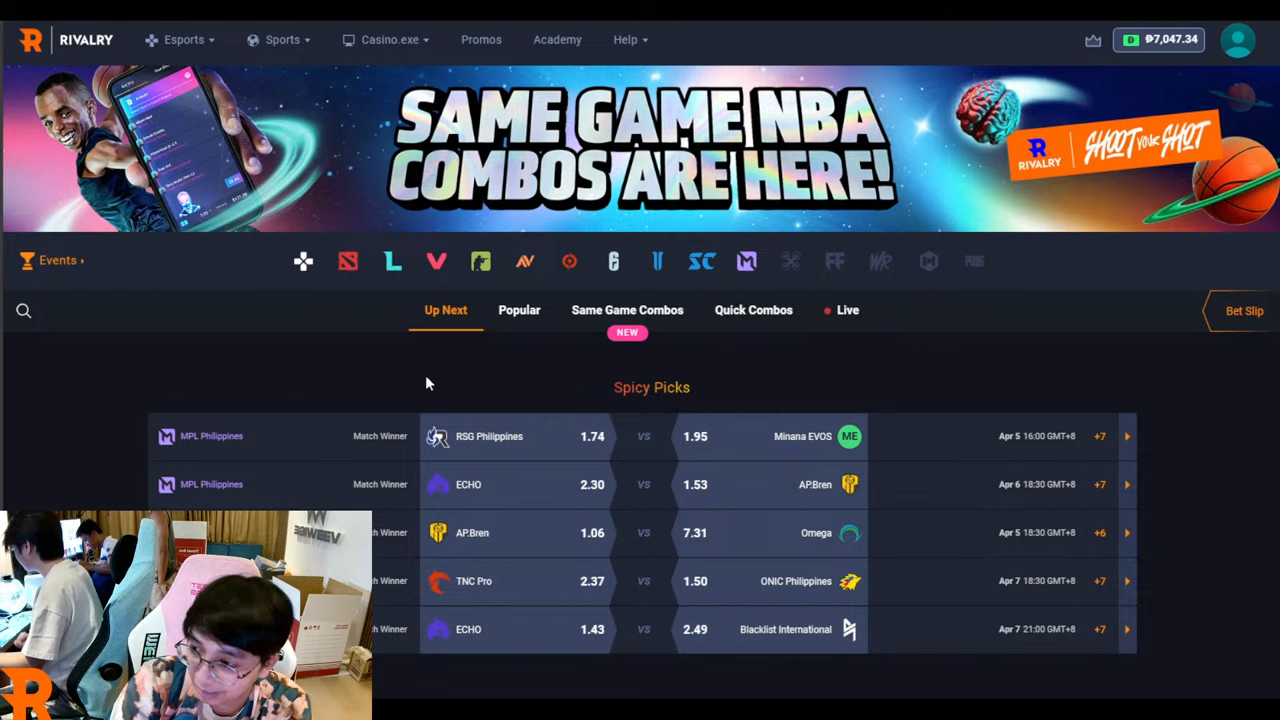 R RIVALRY Esports Sports Casino.exe Promos Academy Help ₱7,047.34
SAME GAME NBA
COMBOS ARE HERE!
RIVALRY SHOOT YOUR SHOT
Events
Up Next Popular Same Game Combos Quick Combos Live Bet Slip
NEW
Spicy Picks
MPL Philippines Match Winner RSG Philippines 1.74 VS 1.95 Minana EVOS ME Apr 5 16:00 GMT+8 +7
MPL Philippines Match Winner ECHO 2.30 VS 1.53 AP.Bren Apr 6 18:30 GMT+8 +7
Winner AP.Bren 1.06 VS 7.31 Omega Apr 5 18:30 GMT+8 +6
Winner TNC Pro 2.37 VS 1.50 ONIC Philippines Apr 7 18:30 GMT+8 +7
Winner ECHO 1.43 VS 2.49 Blacklist International Apr 7 21:00 GMT+8 +7